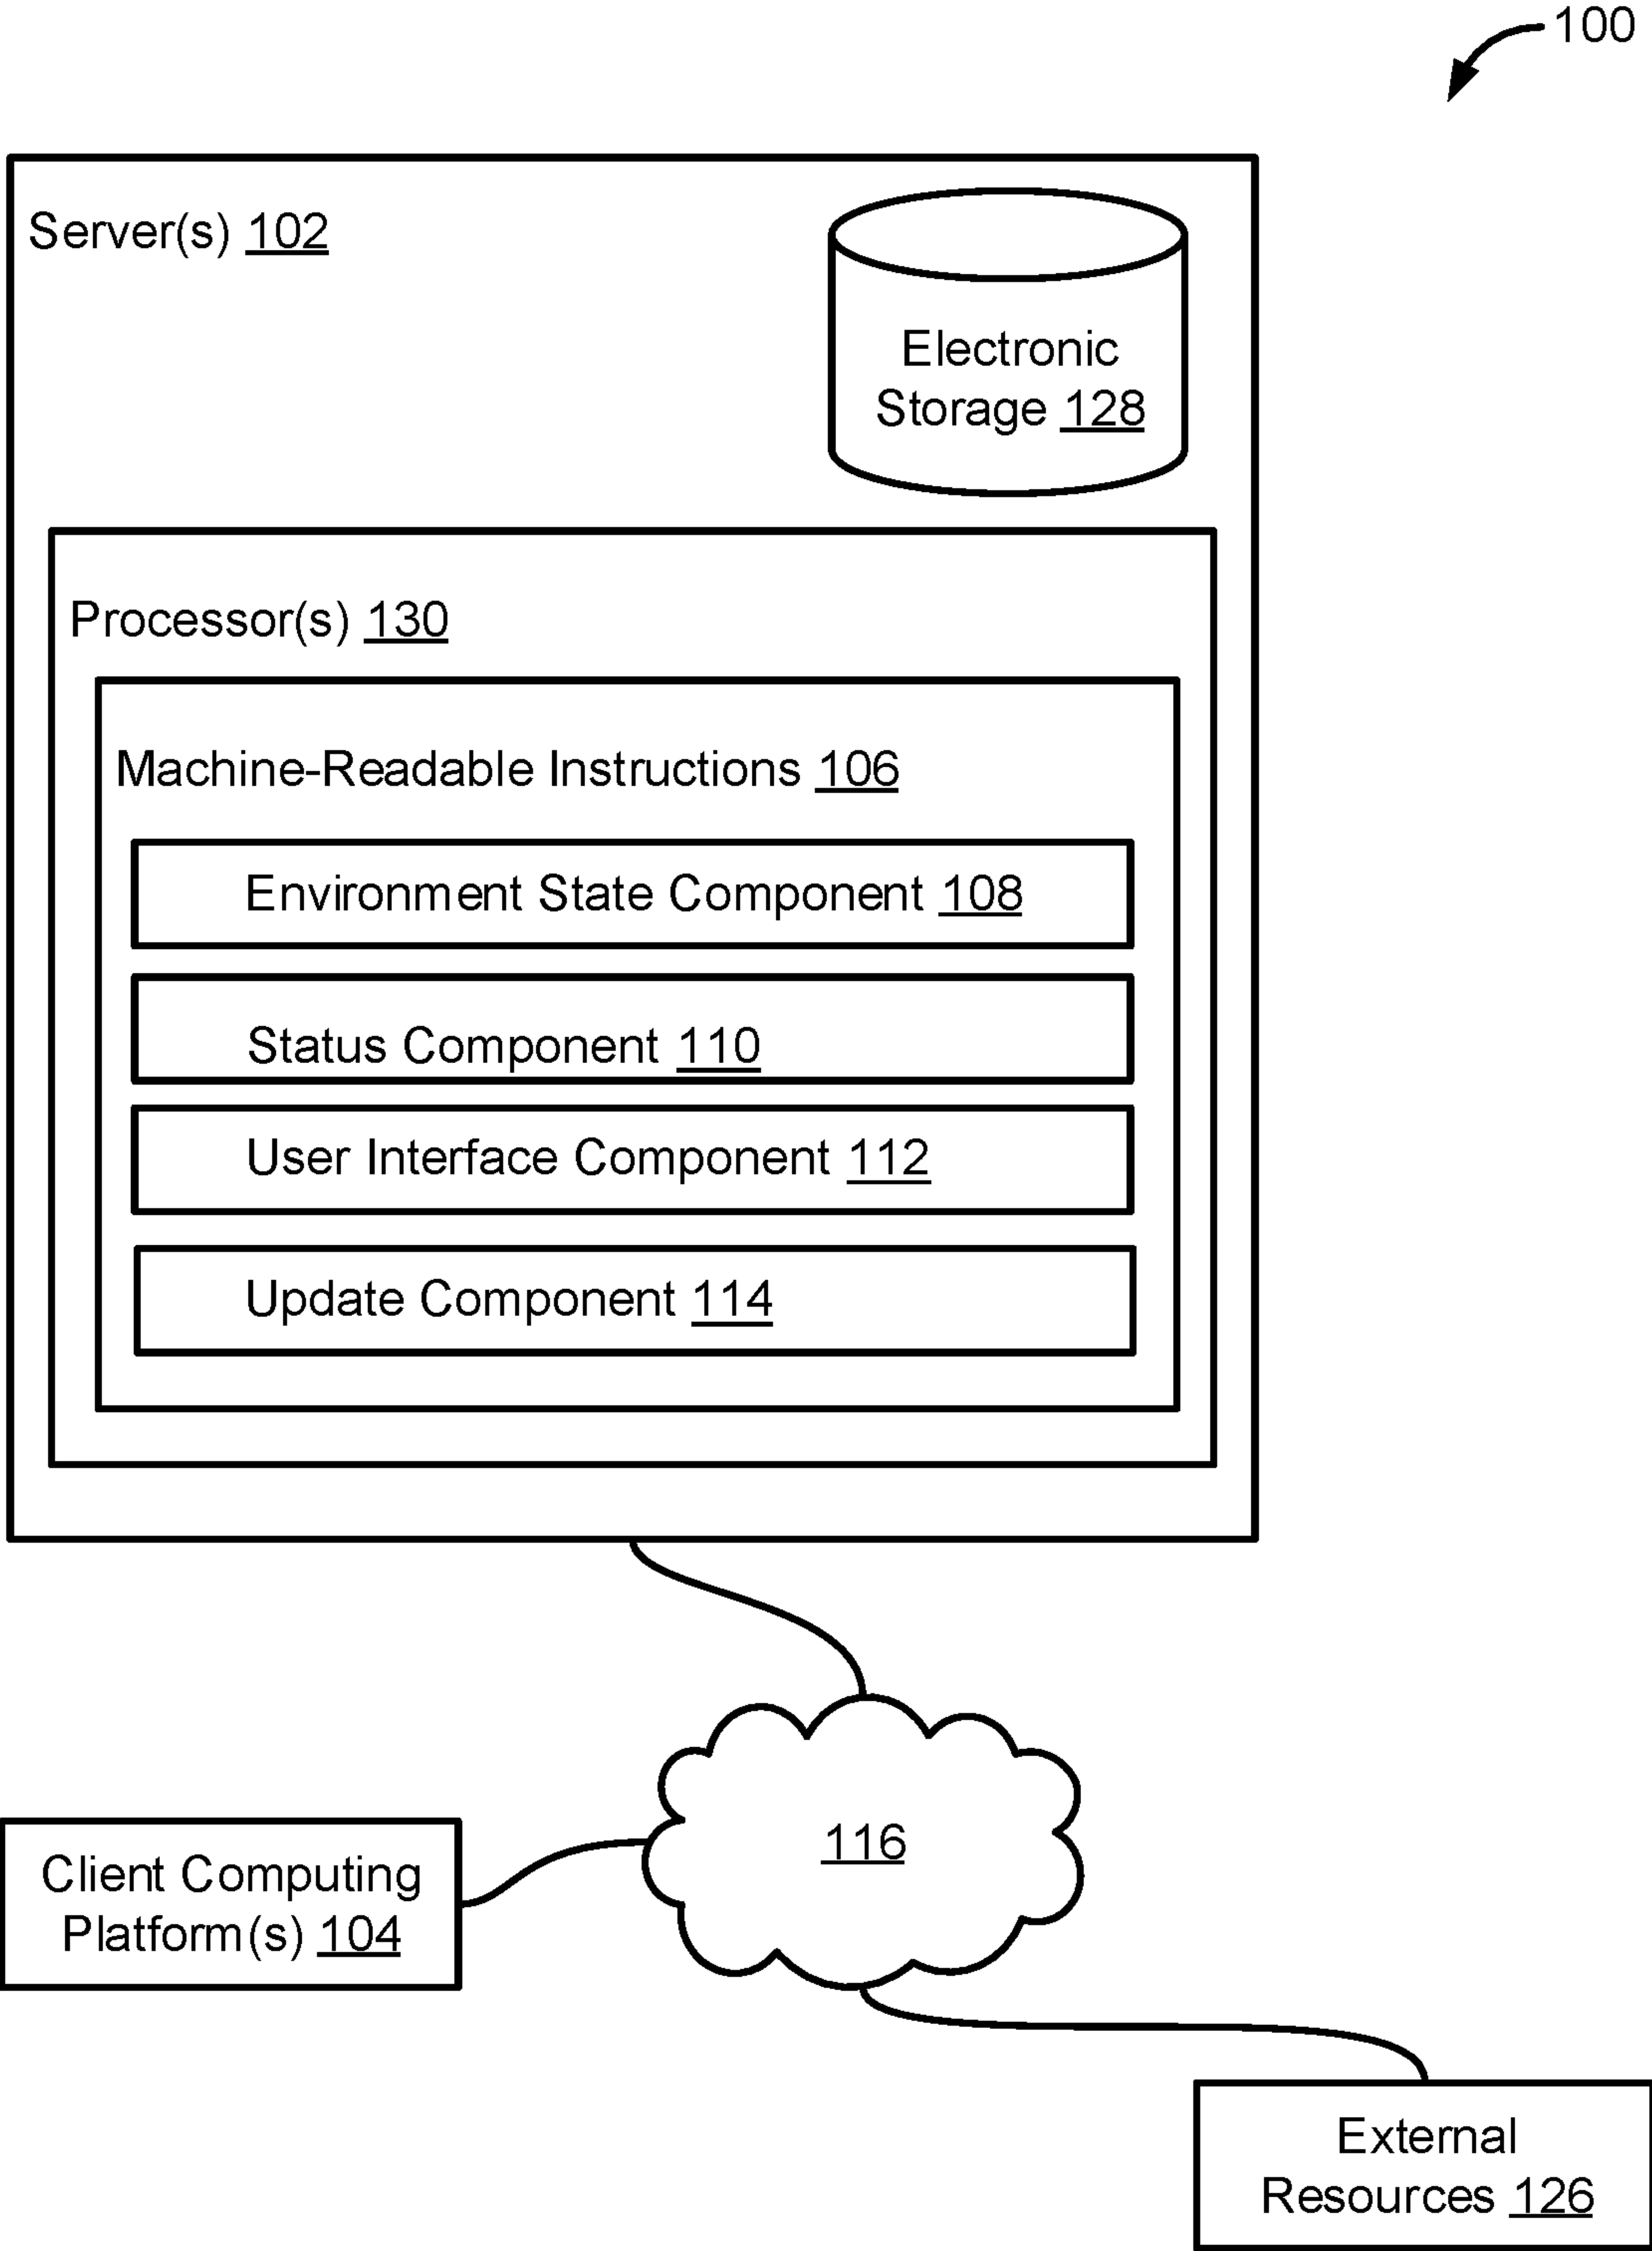 100
Server(s) 102
Electronic
Storage 128
Processor(s) 130
Machine-Readable Instructions 106
Environment State Component 108
Status Component 110
User Interface Component 112
Update Component 114
116
Client Computing
Platform(s) 104
External
Resources 126